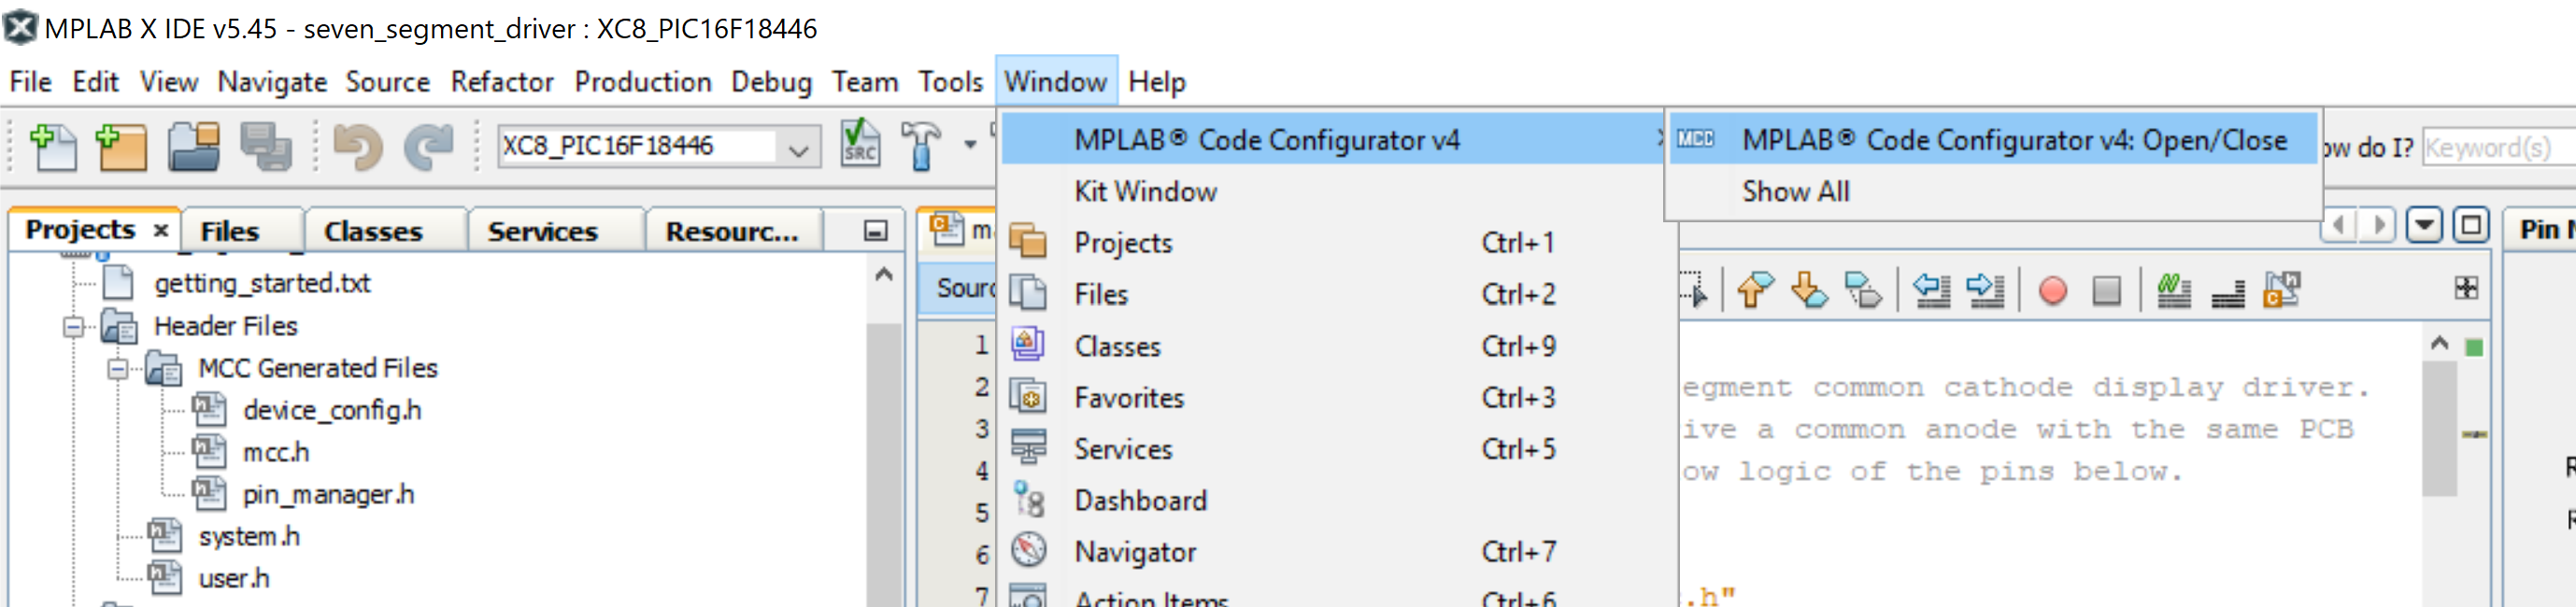 MPLAB X IDE v5.45 - seven_segment_driver : XC8_PIC16F18446
File Edit View Navigate Source Refactor Production Debug Team Tools Window Help
XC8_PIC16F18446
SRC
MPLAB® Code Configurator v4
MCC MPLAB® Code Configurator v4: Open/Close
Show All
do I? Keyword(s)
Kit Window
Projects Ctrl+1
Files Ctrl+2
Classes Ctrl+9
Favorites Ctrl+3
Services Ctrl+5
Dashboard
Navigator Ctrl+7
Action Items Ctrl+6
Projects x Files Classes Services Resourc...
getting_started.txt
Header Files
MCC Generated Files
device_config.h
mcc.h
pin_manager.h
system.h
user.h
Pin
1
2
3
4
5
6
7
egment common cathode display driver.
ive a common anode with the same PCB
ow logic of the pins below.
.h"